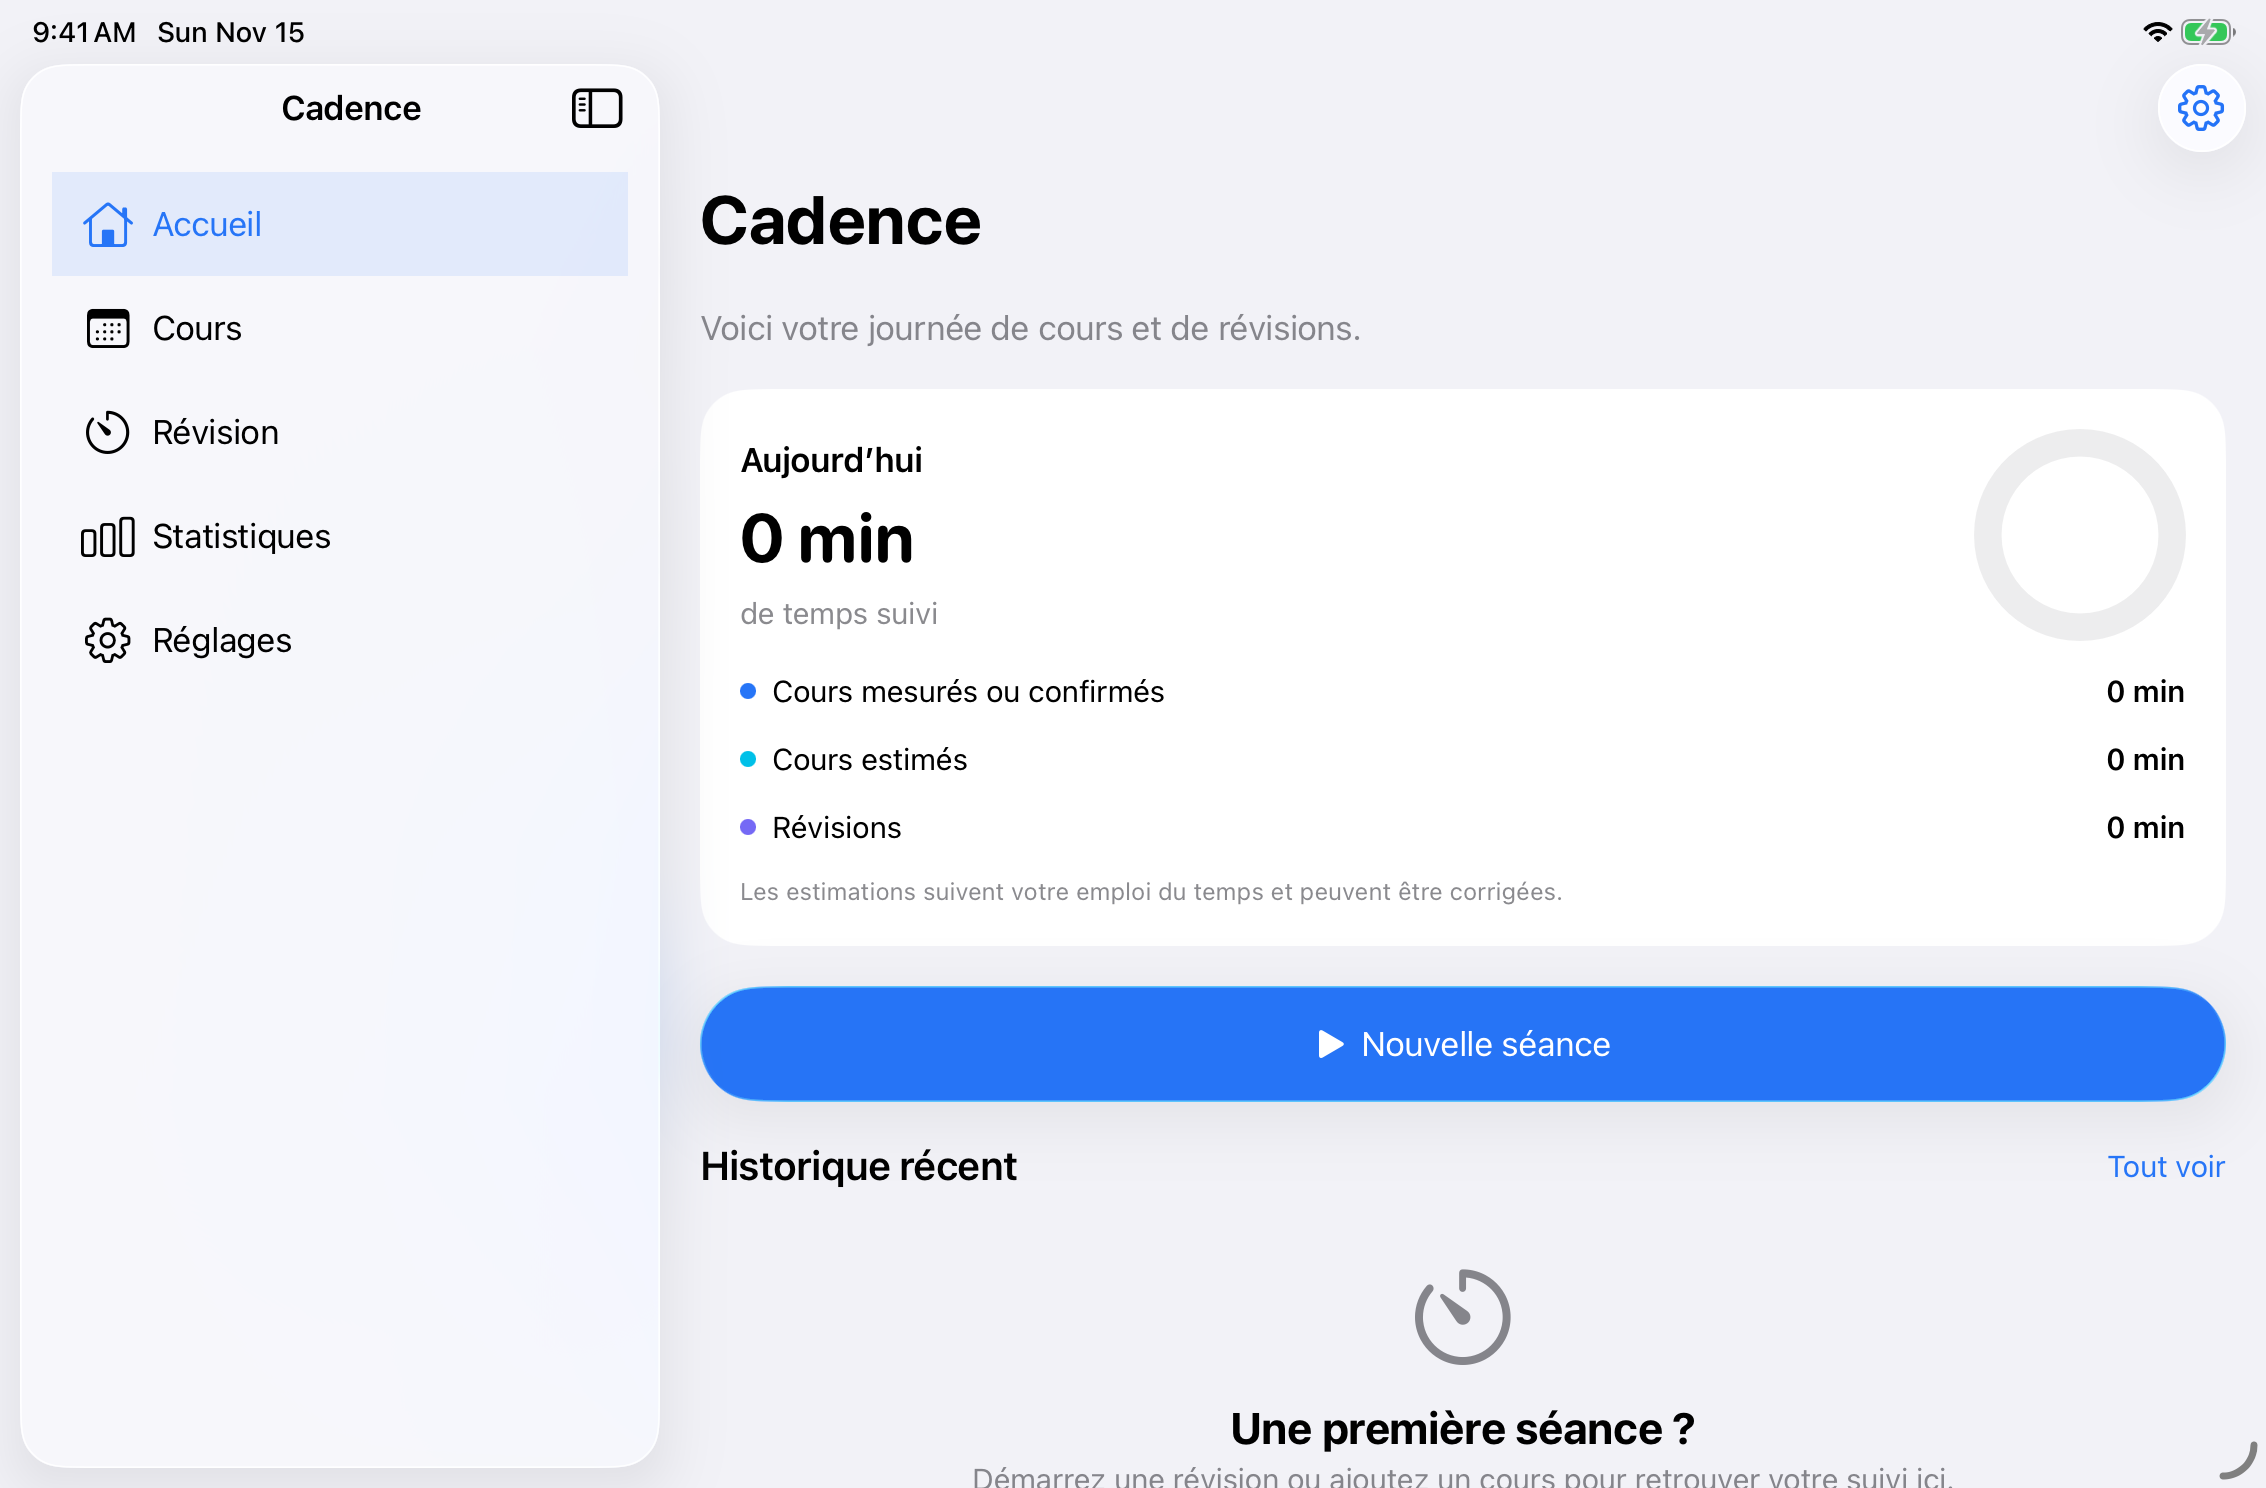 9:41 AM Sun Nov 15
Cadence
Accueil
Cours
Révision
Statistiques
Réglages
Cadence
Voici votre journée de cours et de révisions.
Aujourd’hui
0 min
de temps suivi
Cours mesurés ou confirmés 0 min
Cours estimés 0 min
Révisions 0 min
Les estimations suivent votre emploi du temps et peuvent être corrigées.
Nouvelle séance
Historique récent Tout voir
Une première séance ?
Démarrez une révision ou ajoutez un cours pour retrouver votre suivi ici.